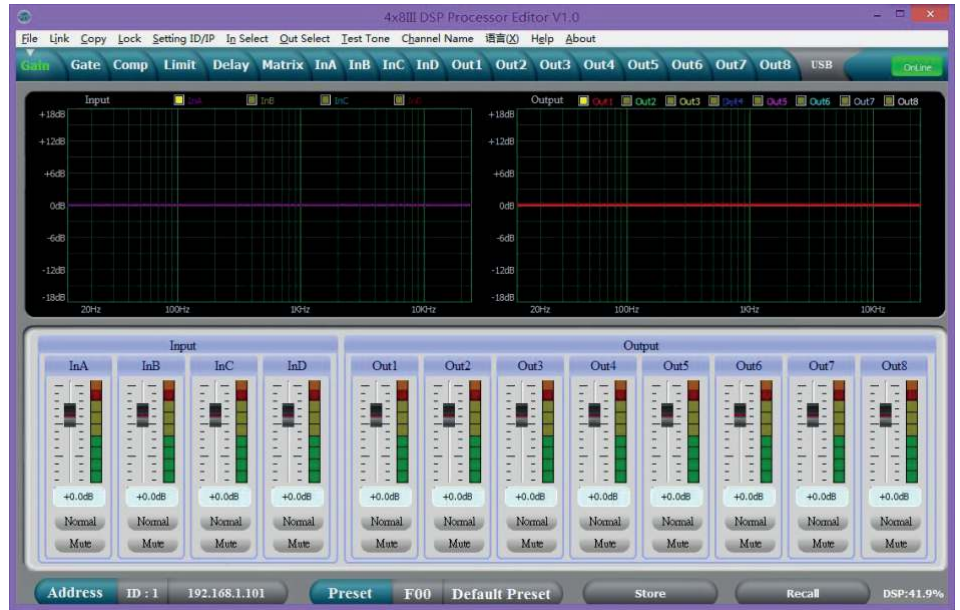 4x8III DSP Processor Editor V1.0
File Link Copy Lock Setting ID/IP In Select Out Select Test Tone Channel Name 语言(X) Help About
Gain Gate Comp Limit Delay Matrix InA InB InC InD Out1 Out2 Out3 Out4 Out5 Out6 Out7 Out8 USB OnLine
Input InA InB InC InD Output Out1 Out2 Out3 Out4 Out5 Out6 Out7 Out8
+18dB +18dB
+12dB +12dB
+6dB +6dB
0dB 0dB
-6dB -6dB
-12dB -12dB
-18dB -18dB
20Hz 100Hz 1KHz 10KHz 20Hz 100Hz 1KHz 10KHz
Input Output
InA InB InC InD Out1 Out2 Out3 Out4 Out5 Out6 Out7 Out8
+0.0dB +0.0dB +0.0dB +0.0dB +0.0dB +0.0dB +0.0dB +0.0dB +0.0dB +0.0dB +0.0dB +0.0dB
Normal Normal Normal Normal Normal Normal Normal Normal Normal Normal Normal Normal
Mute Mute Mute Mute Mute Mute Mute Mute Mute Mute Mute Mute
Address ID : 1 192.168.1.101 Preset F00 Default Preset Store Recall DSP:41.9%